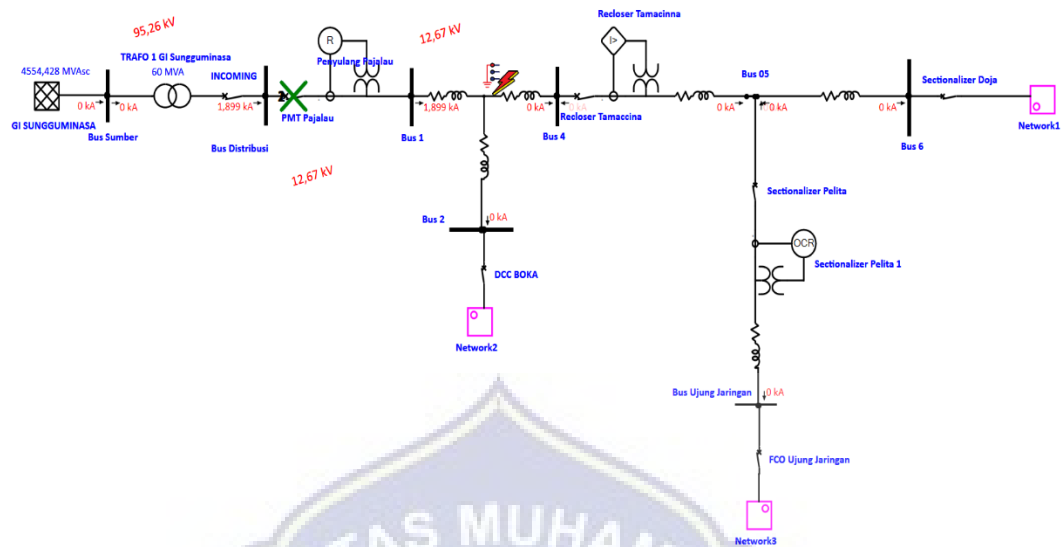 95,26 kV
12,67 kV
Recloser Tamacinna
TRAFO 1 GI Sungguminasa
R
I>
4554,428 MVAsc
60 MVA
INCOMING
Penyulang Pajalau
Bus 05
Sectionalizer Doja
0 kA
0 kA
1,899 kA
1,899 kA
0 kA
0 kA
0 kA
GI SUNGGUMINASA
Bus Sumber
PMT Pajalau
Bus 1
Bus 4
Recloser Tamaccina
Bus 6
Network1
Bus Distribusi
12,67 kV
Sectionalizer Pelita
Bus 2
0 kA
OCR
Sectionalizer Pelita 1
DCC BOKA
Network2
Bus Ujung Jaringan
0 kA
FCO Ujung Jaringan
Network3
TAS MUHA